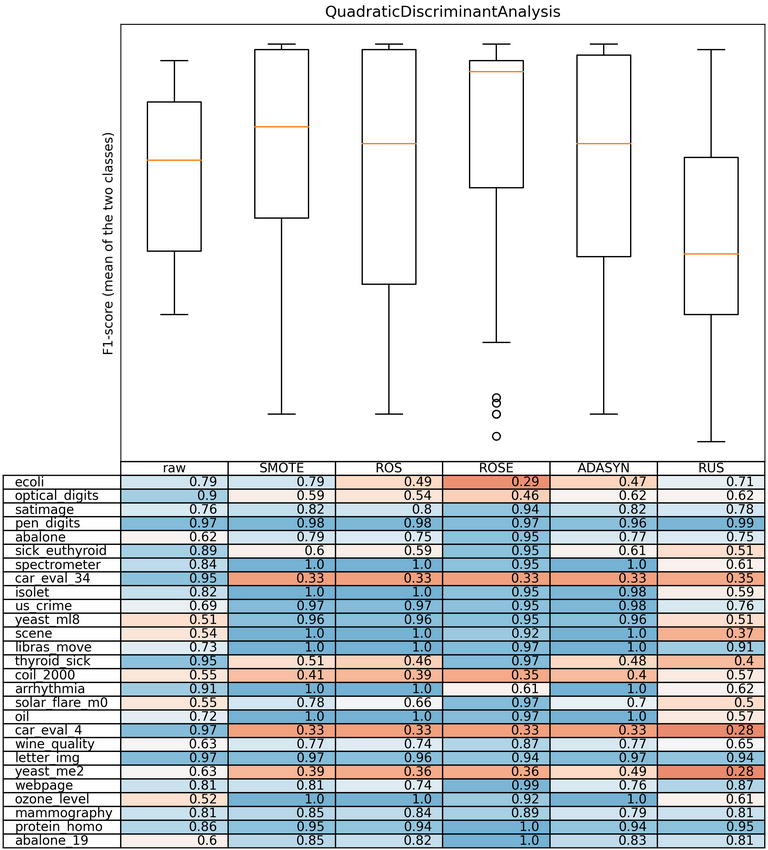 QuadraticDiscriminantAnalysis
F1-score (mean of the two classes)
raw SMOTE ROS ROSE ADASYN RUS
ecoli 0.79 0.79 0.49 0.29 0.47 0.71
optical_digits 0.9 0.59 0.54 0.46 0.62 0.62
satimage 0.76 0.82 0.8 0.94 0.82 0.78
pen_digits 0.97 0.98 0.98 0.97 0.96 0.99
abalone 0.62 0.79 0.75 0.95 0.77 0.75
sick_euthyroid 0.89 0.6 0.59 0.95 0.61 0.51
spectrometer 0.84 1.0 1.0 0.95 1.0 0.61
car_eval_34 0.95 0.33 0.33 0.33 0.33 0.35
isolet 0.82 1.0 1.0 0.95 0.98 0.59
us_crime 0.69 0.97 0.97 0.95 0.98 0.76
yeast_ml8 0.51 0.96 0.96 0.95 0.96 0.51
scene 0.54 1.0 1.0 0.92 1.0 0.37
libras_move 0.73 1.0 1.0 0.97 1.0 0.91
thyroid_sick 0.95 0.51 0.46 0.97 0.48 0.4
coil_2000 0.55 0.41 0.39 0.35 0.4 0.57
arrhythmia 0.91 1.0 1.0 0.61 1.0 0.62
solar_flare_m0 0.55 0.78 0.66 0.97 0.7 0.5
oil 0.72 1.0 1.0 0.97 1.0 0.57
car_eval_4 0.97 0.33 0.33 0.33 0.33 0.28
wine_quality 0.63 0.77 0.74 0.87 0.77 0.65
letter_img 0.97 0.97 0.96 0.94 0.97 0.94
yeast_me2 0.63 0.39 0.36 0.36 0.49 0.28
webpage 0.81 0.81 0.74 0.99 0.76 0.87
ozone_level 0.52 1.0 1.0 0.92 1.0 0.61
mammography 0.81 0.85 0.84 0.89 0.79 0.81
protein_homo 0.86 0.95 0.94 1.0 0.94 0.95
abalone_19 0.6 0.85 0.82 1.0 0.83 0.81